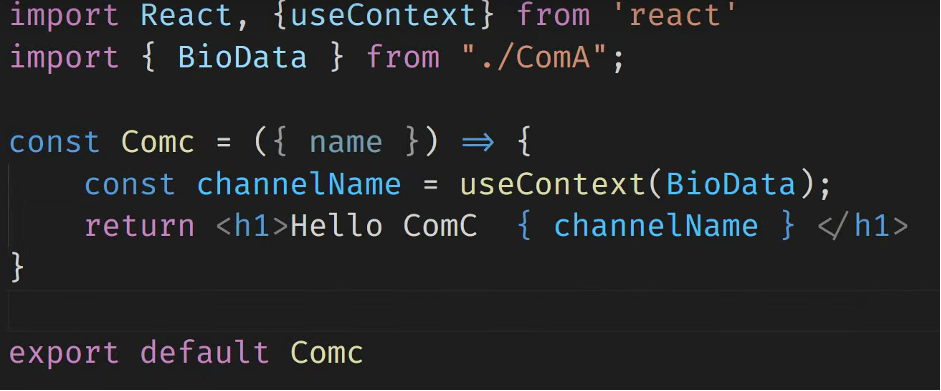 import React, {useContext} from 'react'
import { BioData } from "./ComA";
const Comc = ({ name }) => {
    const channelName = useContext(BioData);
    return <h1>Hello ComC  { channelName } </h1>
}
export default Comc